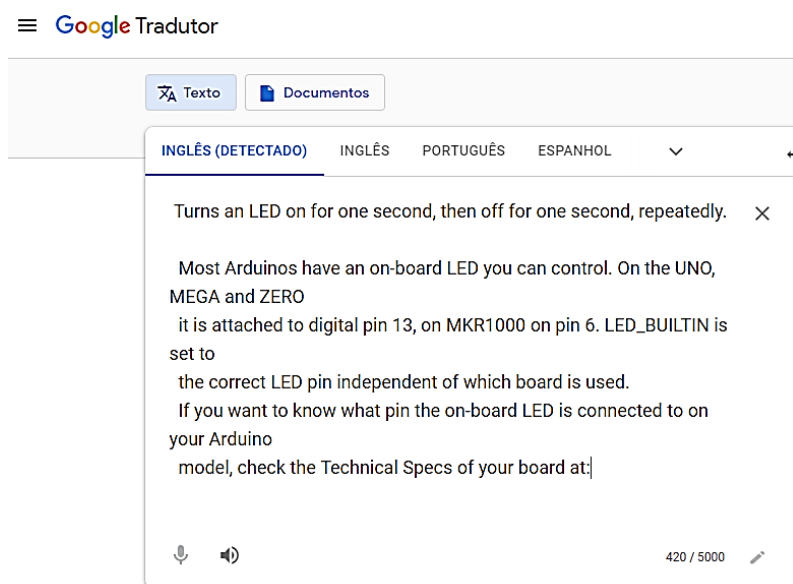 Google Tradutor
Texto
Documentos
INGLÊS (DETECTADO)
INGLÊS
PORTUGUÊS
ESPANHOL
Turns an LED on for one second, then off for one second, repeatedly.
Most Arduinos have an on-board LED you can control. On the UNO,
MEGA and ZERO
it is attached to digital pin 13, on MKR1000 on pin 6. LED_BUILTIN is
set to
the correct LED pin independent of which board is used.
If you want to know what pin the on-board LED is connected to on
your Arduino
model, check the Technical Specs of your board at:
420 / 5000